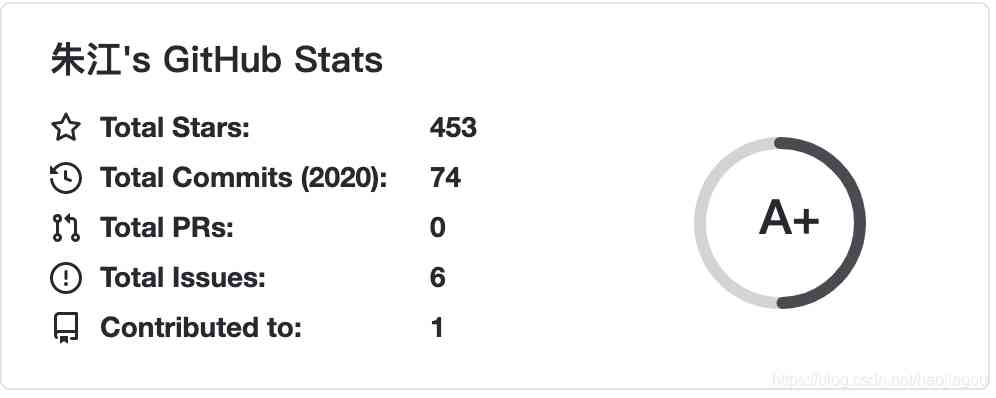 朱江's GitHub Stats
Total Stars: 453
Total Commits (2020): 74
Total PRs: 0
Total Issues: 6
Contributed to: 1
A+
https://blog.csdn.net/haojiagou